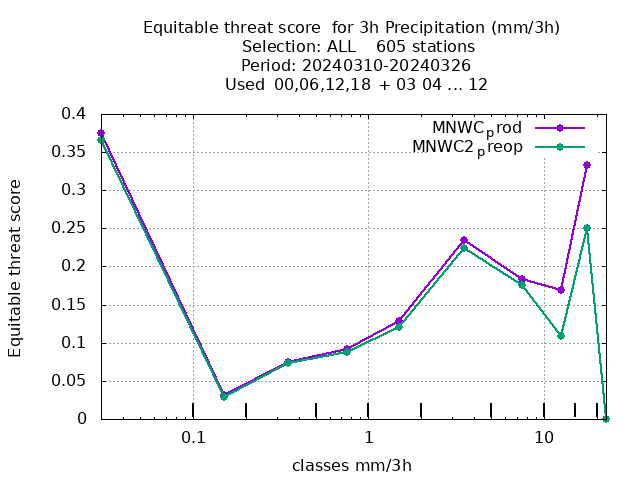 Equitable threat score for 3h Precipitation (mm/3h)
Selection: ALL 605 stations
Period: 20240310-20240326
Used 00,06,12,18 + 03 04 ... 12
MNWCprod
MNWC2preop
0.4
0.35
0.3
0.25
0.2
0.15
0.1
0.05
0
Equitable threat score
0.1 1 10
classes mm/3h